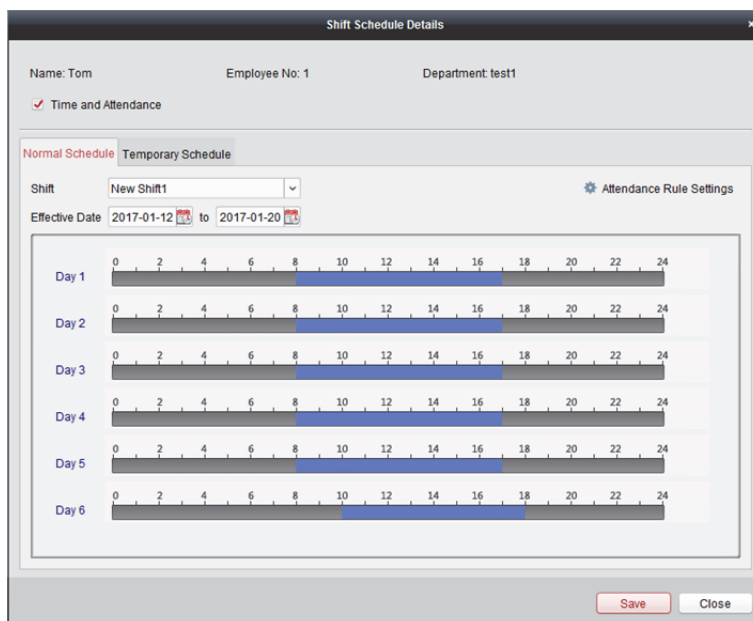 Shift Schedule Details
Name: Tom Employee No: 1 Department: test1
Time and Attendance
Normal Schedule Temporary Schedule
Shift New Shift1 Attendance Rule Settings
Effective Date 2017-01-12 to 2017-01-20
0 2 4 6 8 10 12 14 16 18 20 22 24
Day 1
0 2 4 6 8 10 12 14 16 18 20 22 24
Day 2
0 2 4 6 8 10 12 14 16 18 20 22 24
Day 3
0 2 4 6 8 10 12 14 16 18 20 22 24
Day 4
0 2 4 6 8 10 12 14 16 18 20 22 24
Day 5
0 2 4 6 8 10 12 14 16 18 20 22 24
Day 6
Save Close